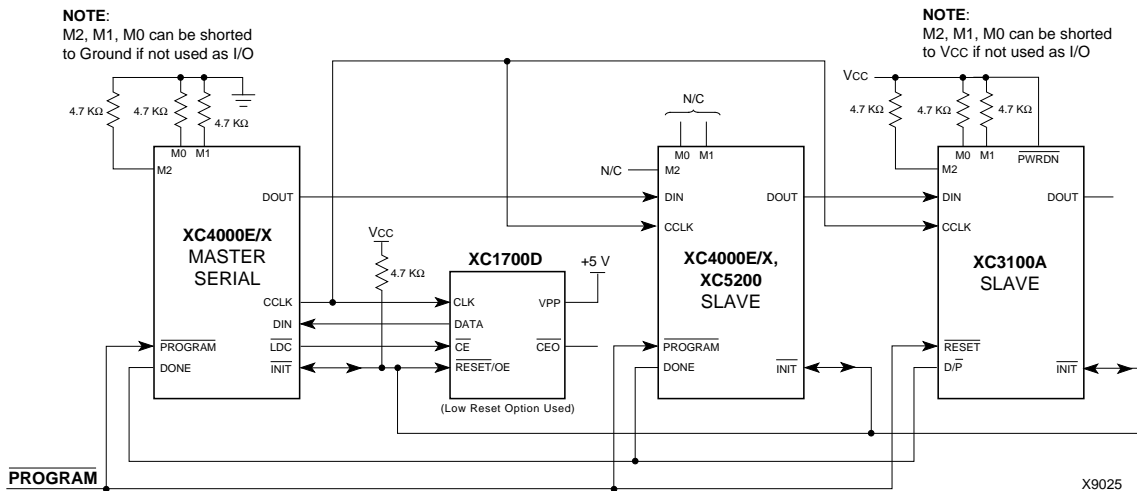 NOTE:
M2, M1, M0 can be shorted
to Ground if not used as I/O
NOTE:
M2, M1, M0 can be shorted
to VCC if not used as I/O
4.7 KΩ
4.7 KΩ
4.7 KΩ
M0 M1
M2
DOUT
XC4000E/X
MASTER
SERIAL
CCLK
DIN
LDC
INIT
PROGRAM
DONE
VCC
4.7 KΩ
XC1700D
+5 V
CLK
VPP
DATA
CE
CEO
RESET/OE
(Low Reset Option Used)
N/C
M0 M1
N/C
M2
DIN
DOUT
CCLK
XC4000E/X,
XC5200
SLAVE
PROGRAM
DONE
INIT
VCC
4.7 KΩ
4.7 KΩ
4.7 KΩ
M0 M1
PWRDN
M2
DIN
DOUT
CCLK
XC3100A
SLAVE
RESET
D/P
INIT
PROGRAM
X9025